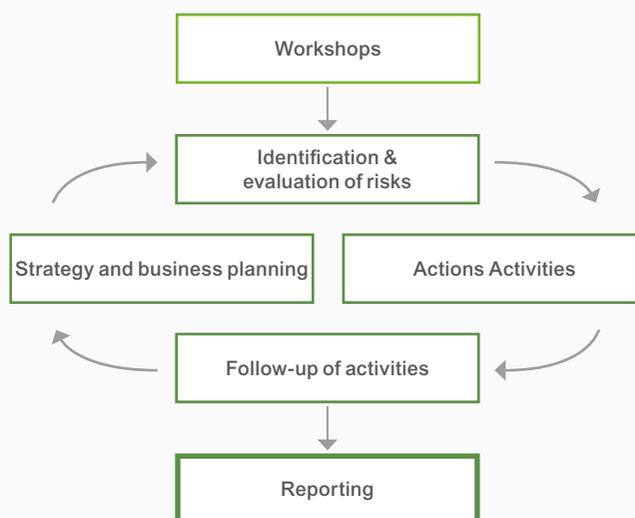 Workshops
Identification &
evaluation of risks
Strategy and business planning
Actions Activities
Follow-up of activities
Reporting